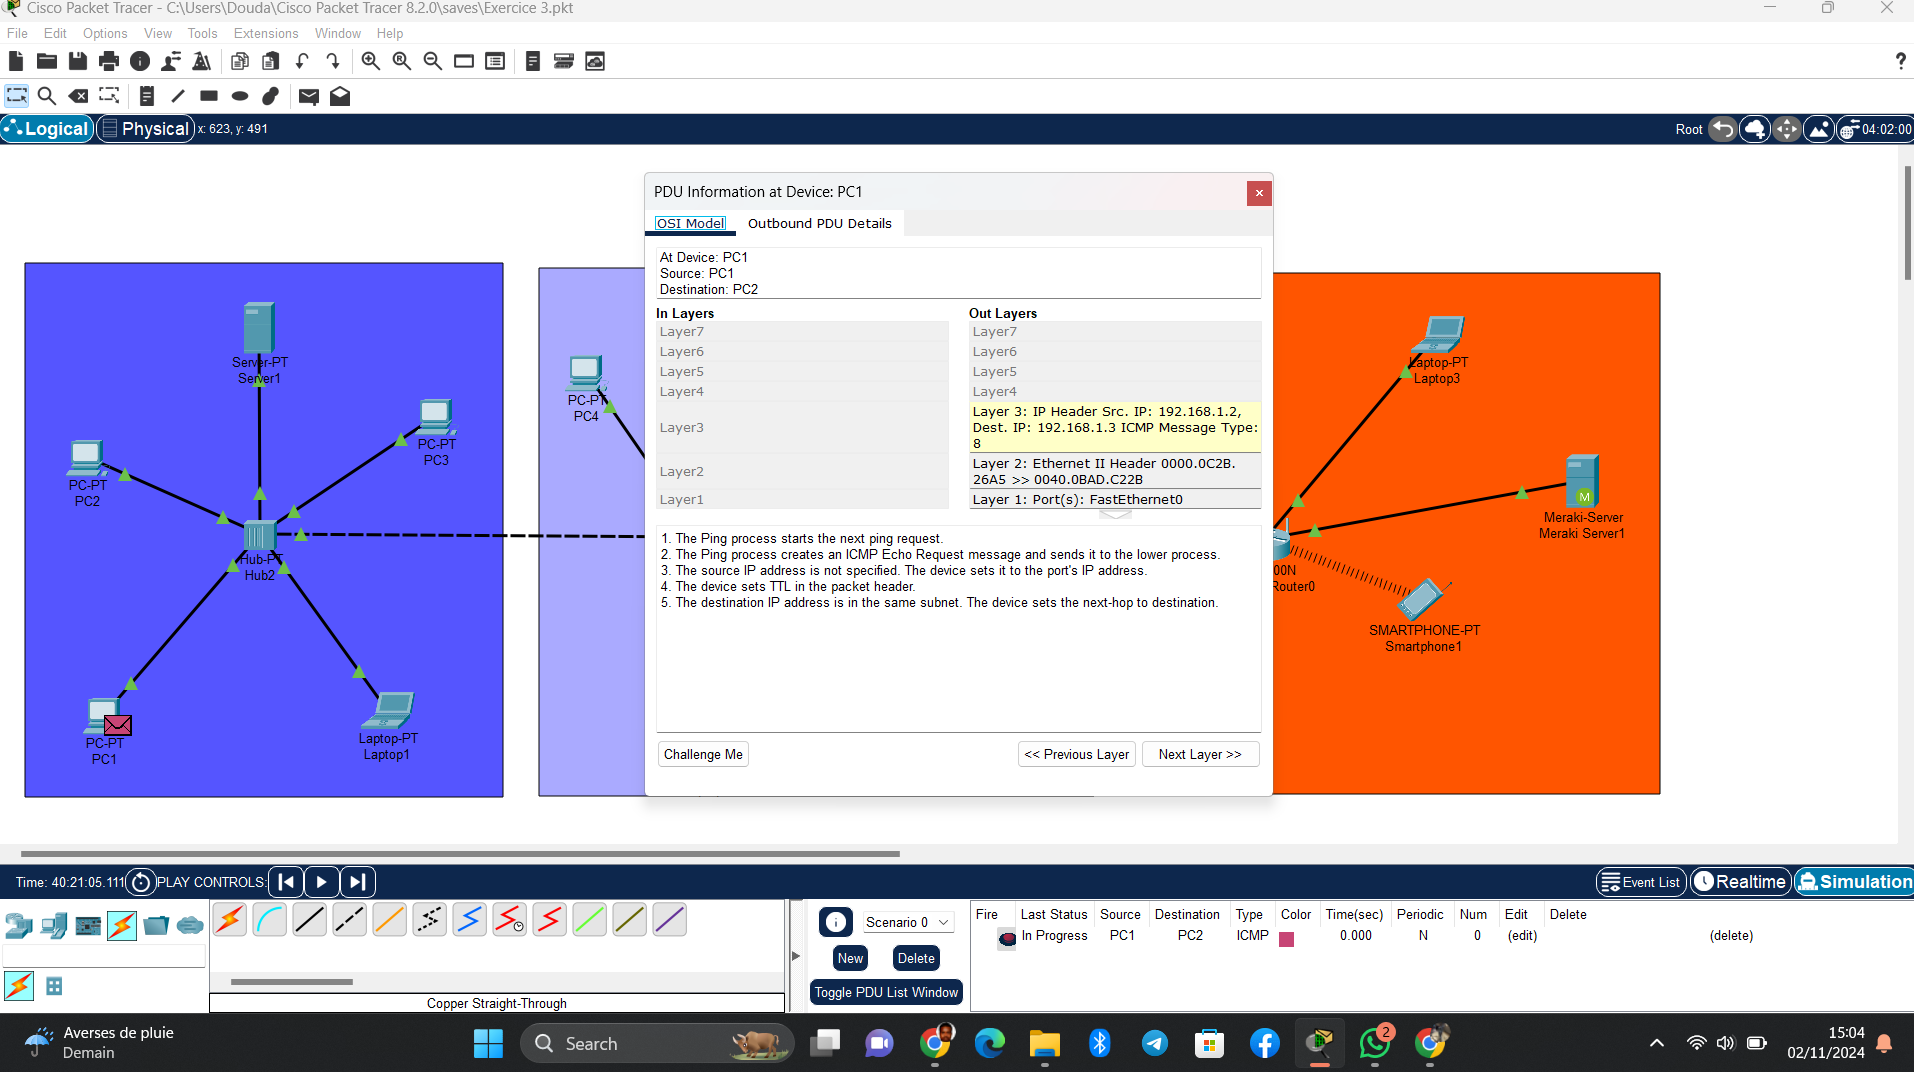 Cisco Packet Tracer - C:\Users\Douda\Cisco Packet Tracer 8.2.0\saves\Exercice 3.pkt
File Edit Options View Tools Extensions Window Help
?
Logical Physical x: 623, y: 491 Root 04:02:00
PDU Information at Device: PC1
OSI Model Outbound PDU Details
At Device: PC1
Source: PC1
Destination: PC2
In Layers
Layer7
Layer6
Layer5
Layer4
Layer3
Layer2
Layer1
Out Layers
Layer7
Layer6
Layer5
Layer4
Layer 3: IP Header Src. IP: 192.168.1.2,
Dest. IP: 192.168.1.3 ICMP Message Type:
8
Layer 2: Ethernet II Header 0000.0C2B.
26A5 >> 0040.0BAD.C22B
Layer 1: Port(s): FastEthernet0
1. The Ping process starts the next ping request.
2. The Ping process creates an ICMP Echo Request message and sends it to the lower process.
3. The source IP address is not specified. The device sets it to the port's IP address.
4. The device sets TTL in the packet header.
5. The destination IP address is in the same subnet. The device sets the next-hop to destination.
Challenge Me << Previous Layer Next Layer >>
Server-PT
Server1
PC-PT
PC3
PC-PT
PC2
Hub-PT
Hub2
PC-PT
PC1
Laptop-PT
Laptop1
PC-PT
PC4
Laptop-PT
Laptop3
M
Meraki-Server
Meraki Server1
00N
Router0
SMARTPHONE-PT
Smartphone1
Time: 40:21:05.111 PLAY CONTROLS: Event List Realtime Simulation
Copper Straight-Through
Scenario 0
New Delete
Toggle PDU List Window
Fire Last Status Source Destination Type Color Time(sec) Periodic Num Edit Delete
In Progress PC1 PC2 ICMP 0.000 N 0 (edit) (delete)
Averses de pluie
Demain
Search
2
15:04
02/11/2024